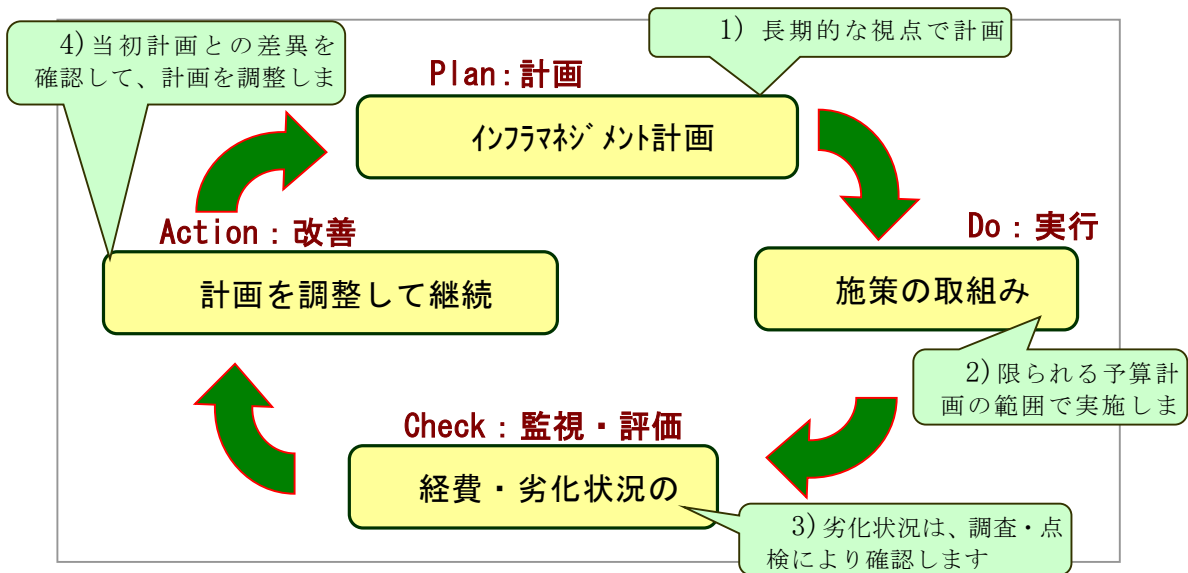 4)当初計画との差異を
確認して、計画を調整しま
1) 長期的な視点で計画
Plan:計画
インフラマネジメント計画
Action:改善
計画を調整して継続
Do:実行
施策の取組み
2)限られる予算計
画の範囲で実施しま
Check:監視・評価
経費・劣化状況の
3)劣化状況は、調査・点
検により確認します